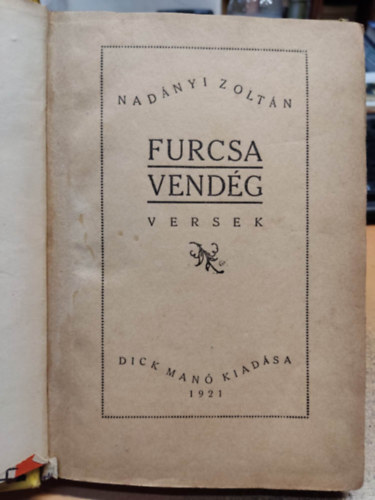 NADÁNYI ZOLTÁN
FURCSA
VENDÉG
VERSEK
DICK MANÓ KIADÁSA
1921